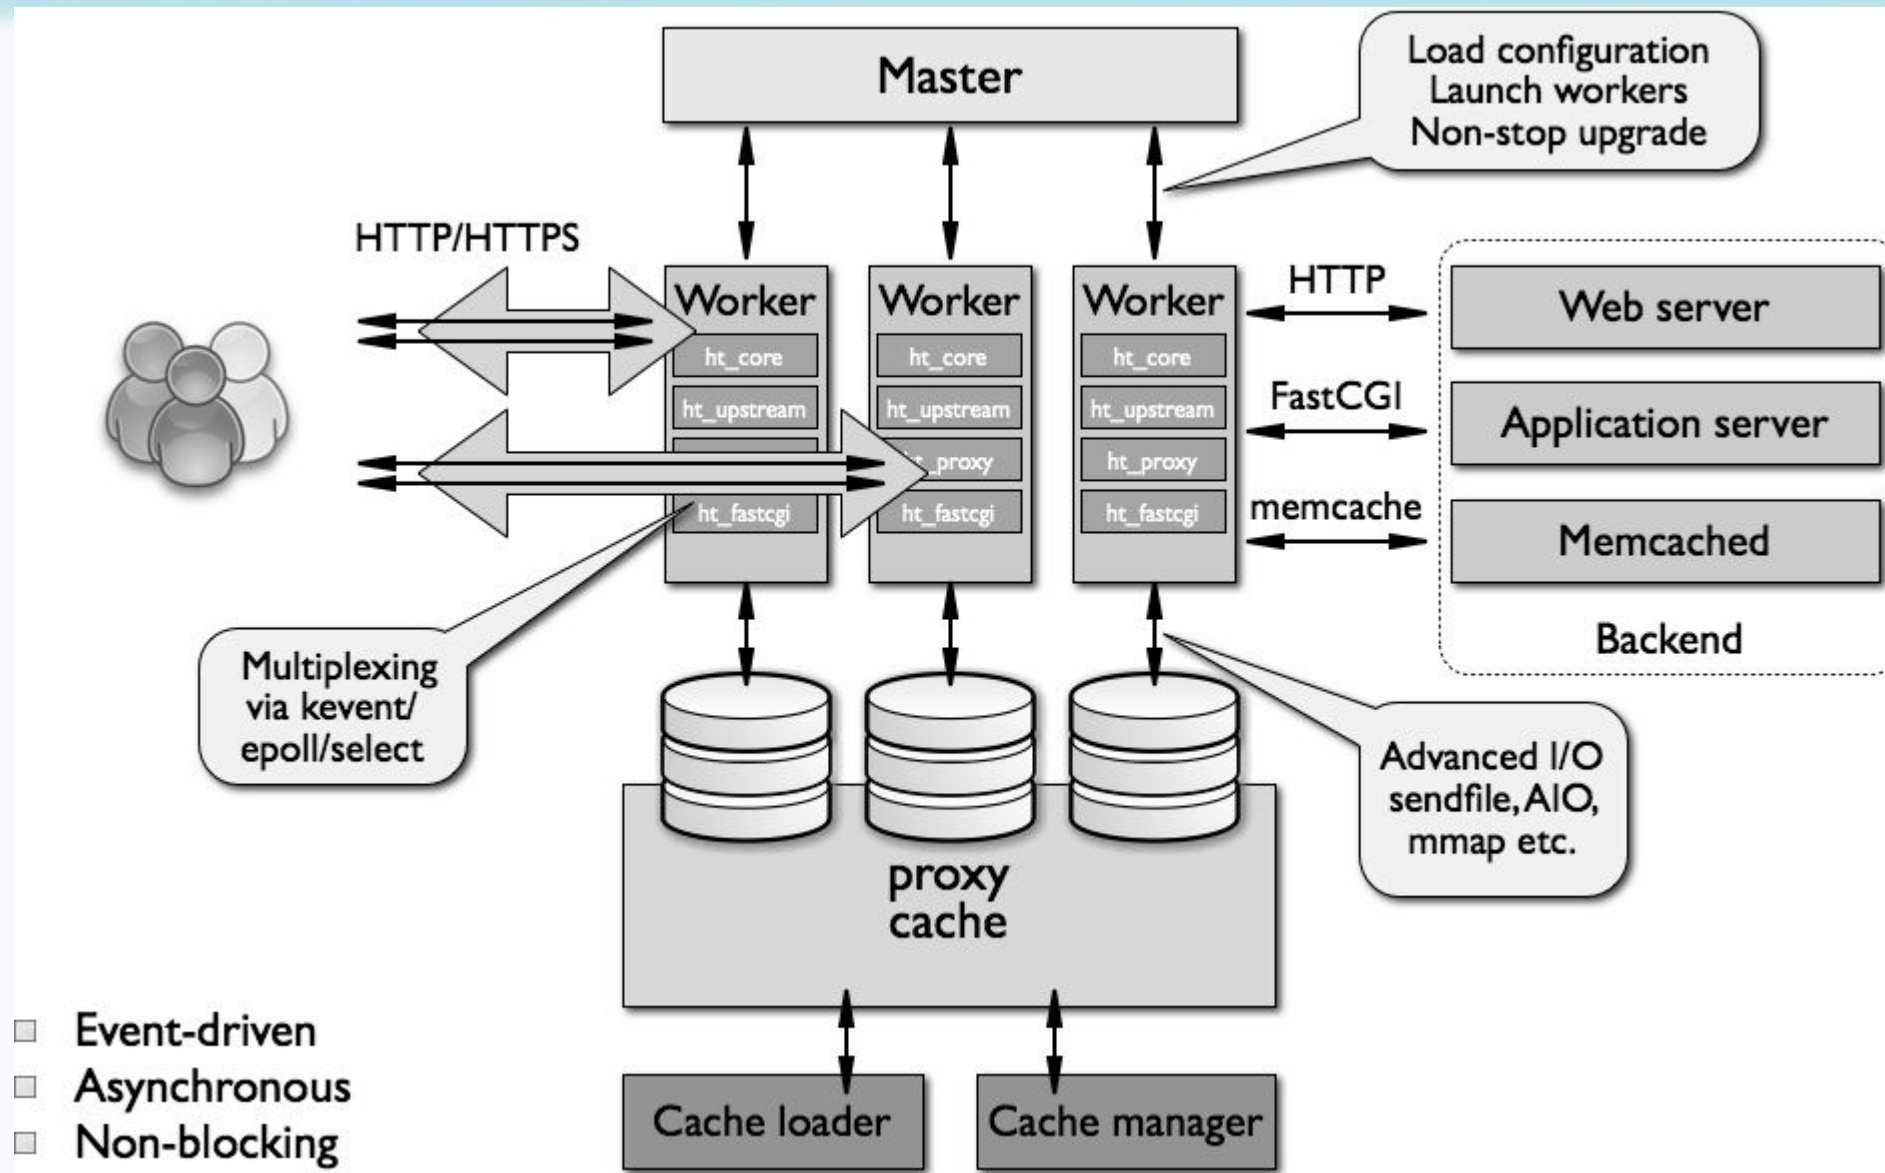 Master
Load configuration
Launch workers
Non-stop upgrade
HTTP/HTTPS
Worker
ht_core
ht_upstream
ht_fastcgi
Worker
ht_core
ht_upstream
ht_proxy
ht_fastcgi
Worker
ht_core
ht_upstream
ht_proxy
ht_fastcgi
HTTP
FastCGI
memcache
Web server
Application server
Memcached
Backend
Multiplexing
via kevent/
epoll/select
Advanced I/O
sendfile, AIO,
mmap etc.
proxy
cache
Cache loader
Cache manager
Event-driven
Asynchronous
Non-blocking